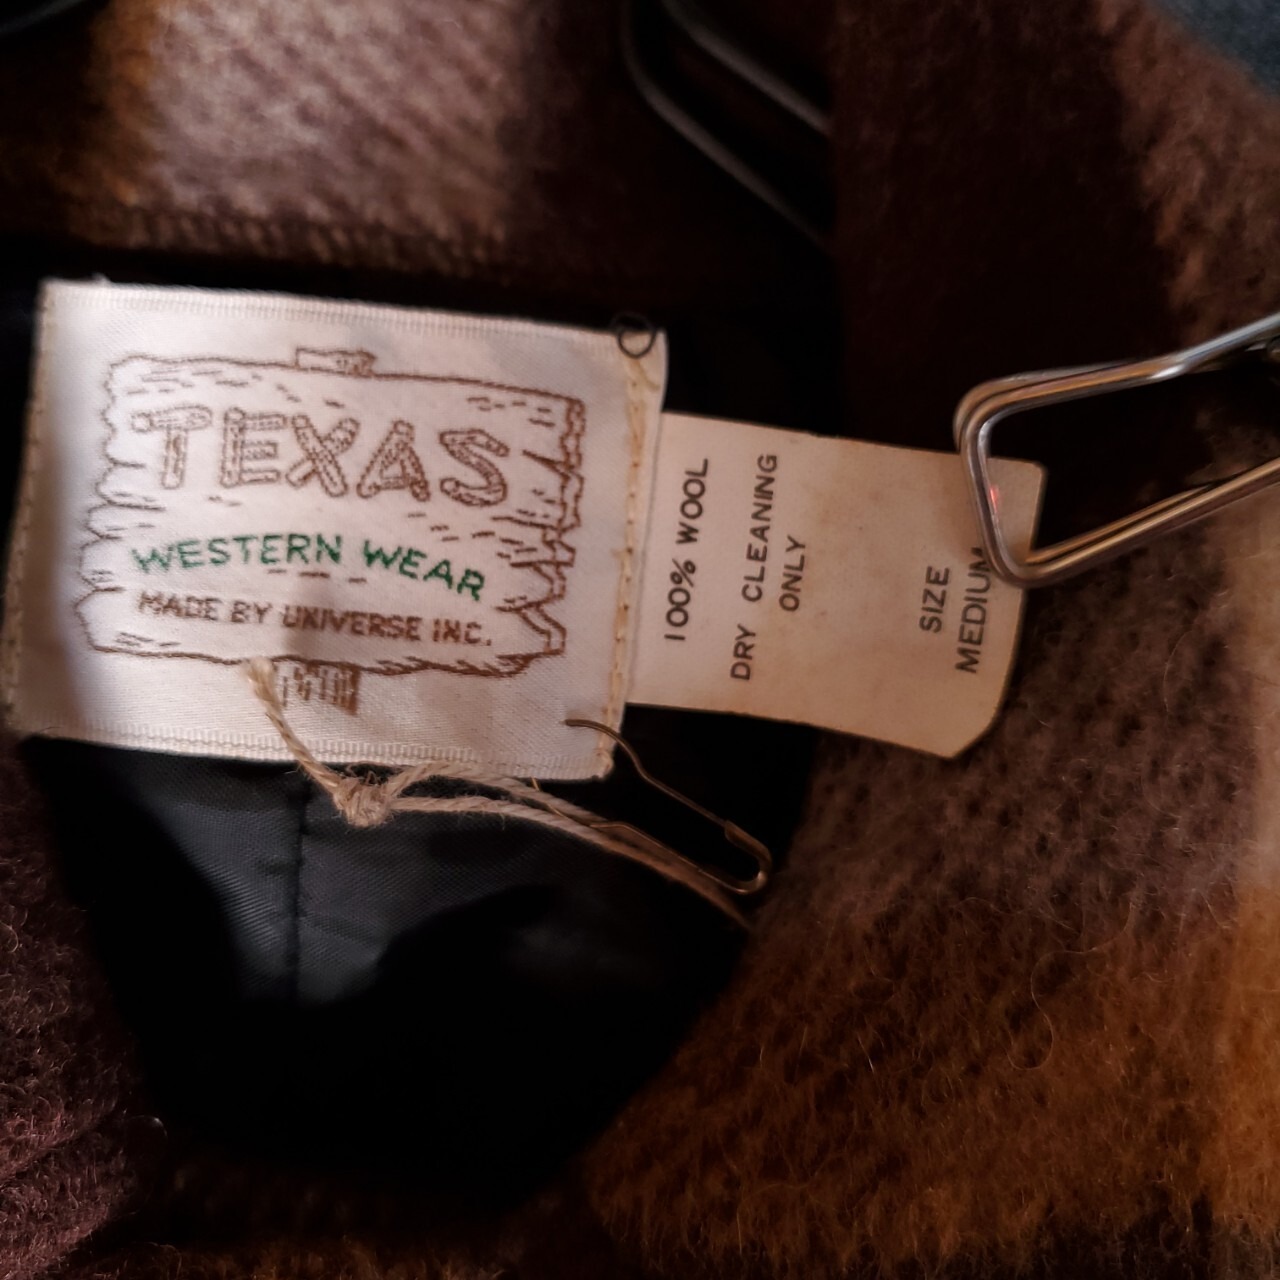 TEXAS
WESTERN WEAR
MADE BY UNIVERSE INC.
100% WOOL
DRY CLEANING
ONLY
SIZE
MEDIUM